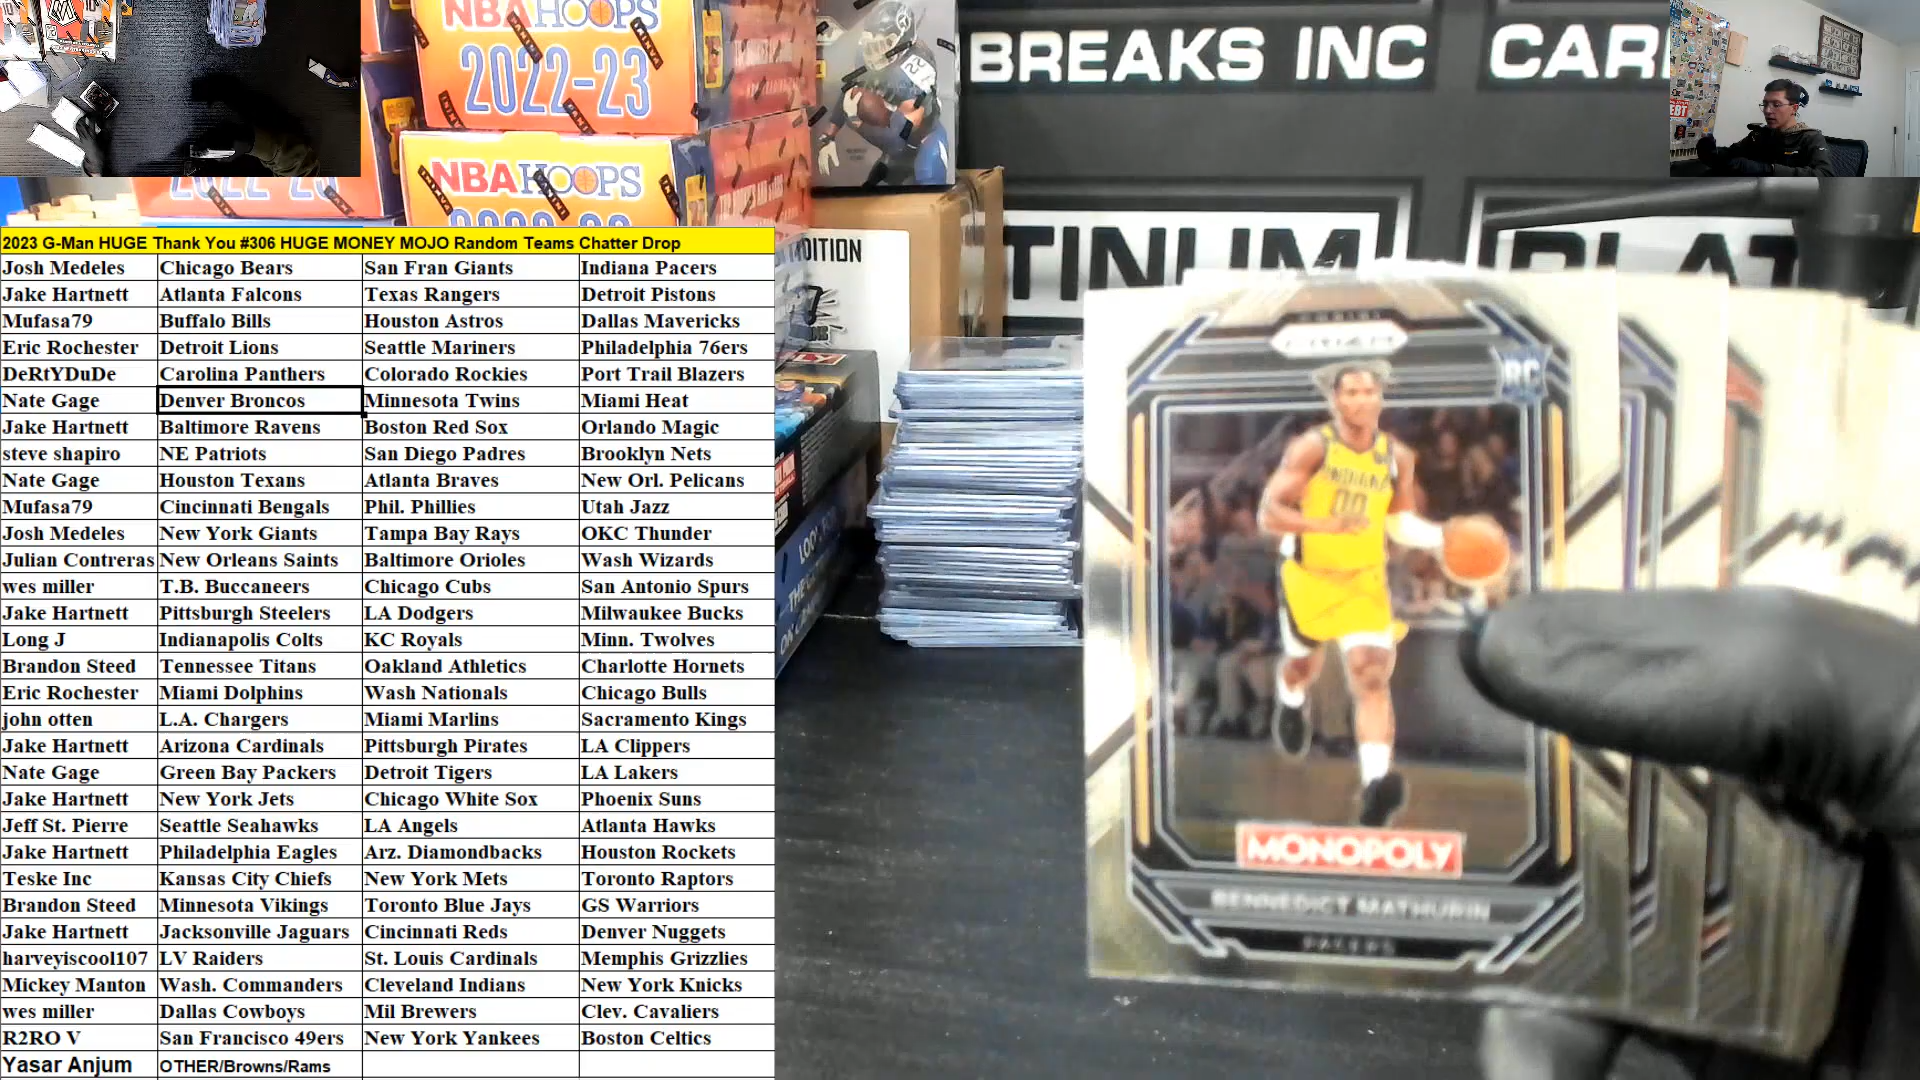 NBA HOOPS
2022-23
BREAKS INC CARD
NBA HOOPS
2022-23
2022-23
EDITION
TINUM PLAT
2023 G-Man HUGE Thank You #306 HUGE MONEY MOJO Random Teams Chatter Drop
Josh Medeles Chicago Bears San Fran Giants Indiana Pacers
Jake Hartnett Atlanta Falcons Texas Rangers Detroit Pistons
Mufasa79 Buffalo Bills Houston Astros Dallas Mavericks
Eric Rochester Detroit Lions Seattle Mariners Philadelphia 76ers
DeRtYDuDe Carolina Panthers Colorado Rockies Port Trail Blazers
Nate Gage Denver Broncos Minnesota Twins Miami Heat
Jake Hartnett Baltimore Ravens Boston Red Sox Orlando Magic
steve shapiro NE Patriots San Diego Padres Brooklyn Nets
Nate Gage Houston Texans Atlanta Braves New Orl. Pelicans
Mufasa79 Cincinnati Bengals Phil. Phillies Utah Jazz
Josh Medeles New York Giants Tampa Bay Rays OKC Thunder
Julian Contreras New Orleans Saints Baltimore Orioles Wash Wizards
wes miller T.B. Buccaneers Chicago Cubs San Antonio Spurs
Jake Hartnett Pittsburgh Steelers LA Dodgers Milwaukee Bucks
Long J Indianapolis Colts KC Royals Minn. Twolves
Brandon Steed Tennessee Titans Oakland Athletics Charlotte Hornets
Eric Rochester Miami Dolphins Wash Nationals Chicago Bulls
john otten L.A. Chargers Miami Marlins Sacramento Kings
Jake Hartnett Arizona Cardinals Pittsburgh Pirates LA Clippers
Nate Gage Green Bay Packers Detroit Tigers LA Lakers
Jake Hartnett New York Jets Chicago White Sox Phoenix Suns
Jeff St. Pierre Seattle Seahawks LA Angels Atlanta Hawks
Jake Hartnett Philadelphia Eagles Arz. Diamondbacks Houston Rockets
Teske Inc Kansas City Chiefs New York Mets Toronto Raptors
Brandon Steed Minnesota Vikings Toronto Blue Jays GS Warriors
Jake Hartnett Jacksonville Jaguars Cincinnati Reds Denver Nuggets
harveyiscool107 LV Raiders St. Louis Cardinals Memphis Grizzlies
Mickey Manton Wash. Commanders Cleveland Indians New York Knicks
wes miller Dallas Cowboys Mil Brewers Clev. Cavaliers
R2RO V San Francisco 49ers New York Yankees Boston Celtics
Yasar Anjum OTHER/Browns/Rams
PRIZM
RC
INDIANA
00
MONOPOLY
BENNEDICT MATHURIN
PACERS